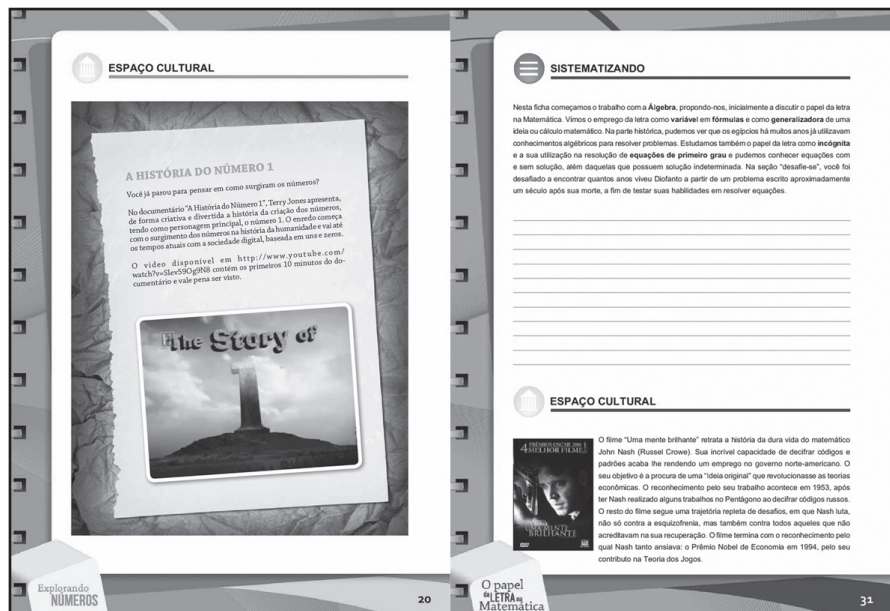 ESPAÇO CULTURAL
A HISTÓRIA DO NÚMERO 1
Você já parou para pensar em como surgiram os números?
No documentário "A História do Número 1", Terry Jones apresenta,
de forma criativa e divertida a história da criação dos números,
tendo como personagem principal, o número 1. O enredo começa
com o surgimento dos números na história da humanidade e vai até
os tempos atuais com a sociedade digital, baseada em uns e zeros.
O vídeo disponível em http://www.youtube.com/
watch?v=SIev59Og9N8 contém os primeiros 10 minutos do do-
cumentário e vale pena ser visto.
The Story of
1
Explorando
NÚMEROS
20
SISTEMATIZANDO
Nesta ficha começamos o trabalho com a Álgebra, propondo-nos, inicialmente a discutir o papel da letra
na Matemática. Vimos o emprego da letra como variável em fórmulas e como generalizadora de uma
ideia ou cálculo matemático. Na parte histórica, pudemos ver que os egípcios há muitos anos já utilizavam
conhecimentos algébricos para resolver problemas. Estudamos também o papel da letra como incógnita
e a sua utilização na resolução de equações de primeiro grau e pudemos conhecer equações com
e sem solução, além daquelas que possuem solução indeterminada. Na seção "desafie-se", você foi
desafiado a encontrar quantos anos viveu Diofanto a partir de um problema escrito aproximadamente
um século após sua morte, a fim de testar suas habilidades em resolver equações.
ESPAÇO CULTURAL
4 PRÊMIOS OSCAR 2001
MELHOR FILME!
UMA MENTE
BRILHANTE
DVD
O filme "Uma mente brilhante" retrata a história da dura vida do matemático
John Nash (Russel Crowe). Sua incrível capacidade de decifrar códigos e
padrões acaba lhe rendendo um emprego no governo norte-americano. O
seu objetivo é a procura de uma "Ideia original" que revolucionasse as teorias
econômicas. O reconhecimento pelo seu trabalho acontece em 1953, após
ter Nash realizado alguns trabalhos no Pentágono ao decifrar códigos russos.
O resto do filme segue uma trajetória repleta de desafios, em que Nash luta,
não só contra a esquizofrenia, mas também contra todos aqueles que não
acreditavam na sua recuperação. O filme termina com o reconhecimento pelo
qual Nash tanto ansiava: o Prêmio Nobel de Economia em 1994, pelo seu
contributo na Teoria dos Jogos.
O papel
da LETRA na
Matemática
31